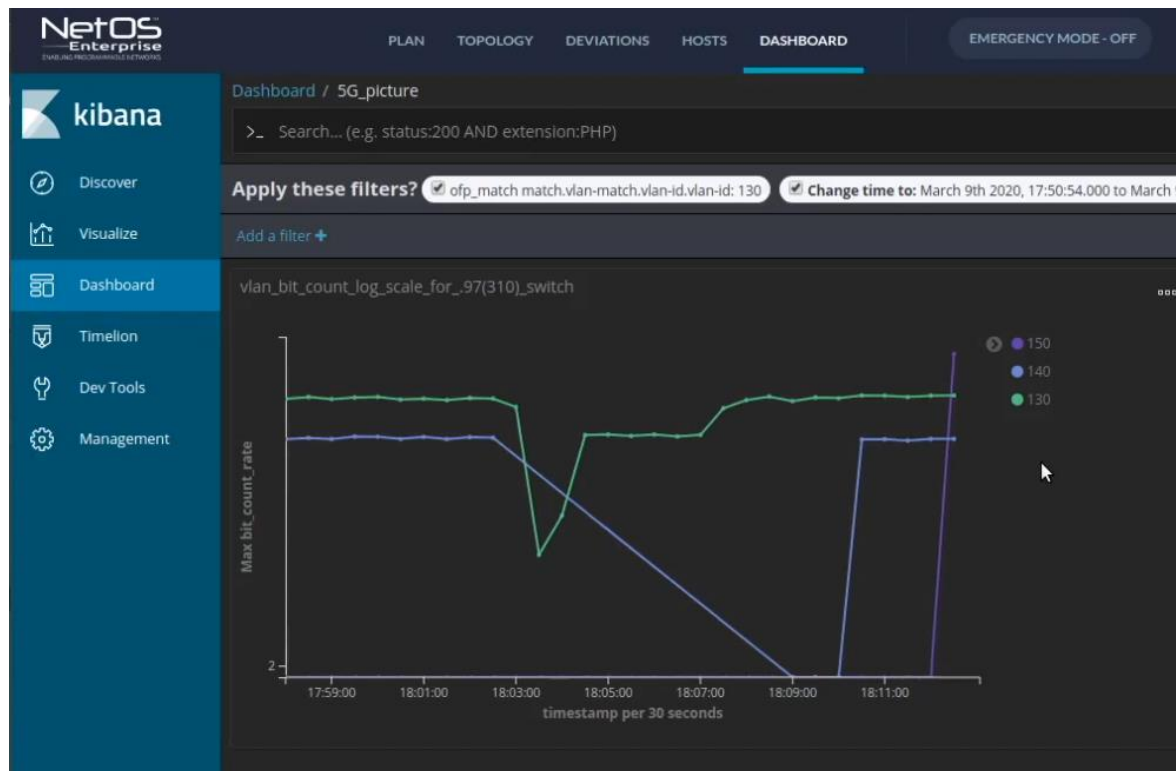 NetOS
Enterprise
ENABLING PROGRAMMABLE NETWORKS
PLAN TOPOLOGY DEVIATIONS HOSTS DASHBOARD EMERGENCY MODE - OFF
kibana
Discover
Visualize
Dashboard
Timelion
Dev Tools
Management
Dashboard / 5G_picture
>_ Search... (e.g. status:200 AND extension:PHP)
Apply these filters? ofp_match match.vlan-match.vlan-id.vlan-id: 130 Change time to: March 9th 2020, 17:50:54.000 to March
Add a filter +
vlan_bit_count_log_scale_for_.97(310)_switch
150
140
130
Max bit_count_rate
2
17:59:00 18:01:00 18:03:00 18:05:00 18:07:00 18:09:00 18:11:00
timestamp per 30 seconds